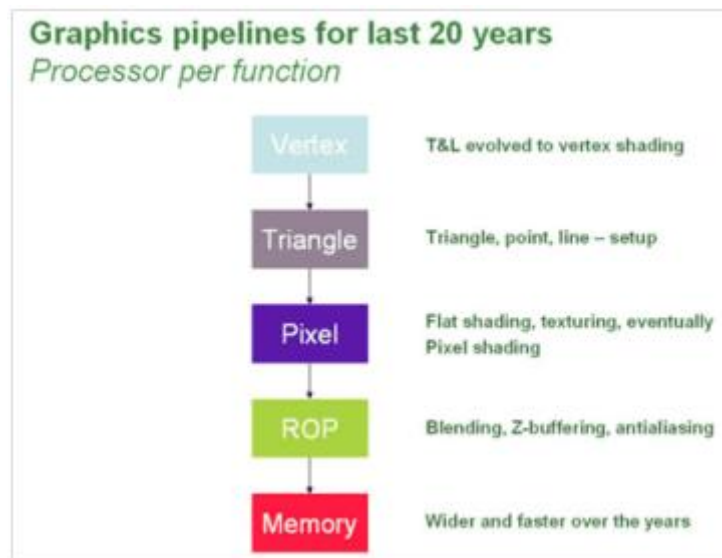 Graphics pipelines for last 20 years
Processor per function
Vertex
T&L evolved to vertex shading
Triangle
Triangle, point, line – setup
Pixel
Flat shading, texturing, eventually
Pixel shading
ROP
Blending, Z-buffering, antialiasing
Memory
Wider and faster over the years